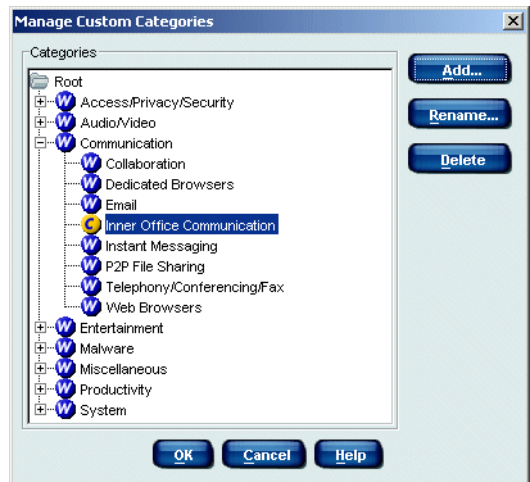 Manage Custom Categories
Categories
Root
W Access/Privacy/Security
W Audio/Video
W Communication
W Collaboration
W Dedicated Browsers
W Email
C Inner Office Communication
W Instant Messaging
W P2P File Sharing
W Telephony/Conferencing/Fax
W Web Browsers
W Entertainment
W Malware
W Miscellaneous
W Productivity
W System
Add...
Rename...
Delete
OK Cancel Help